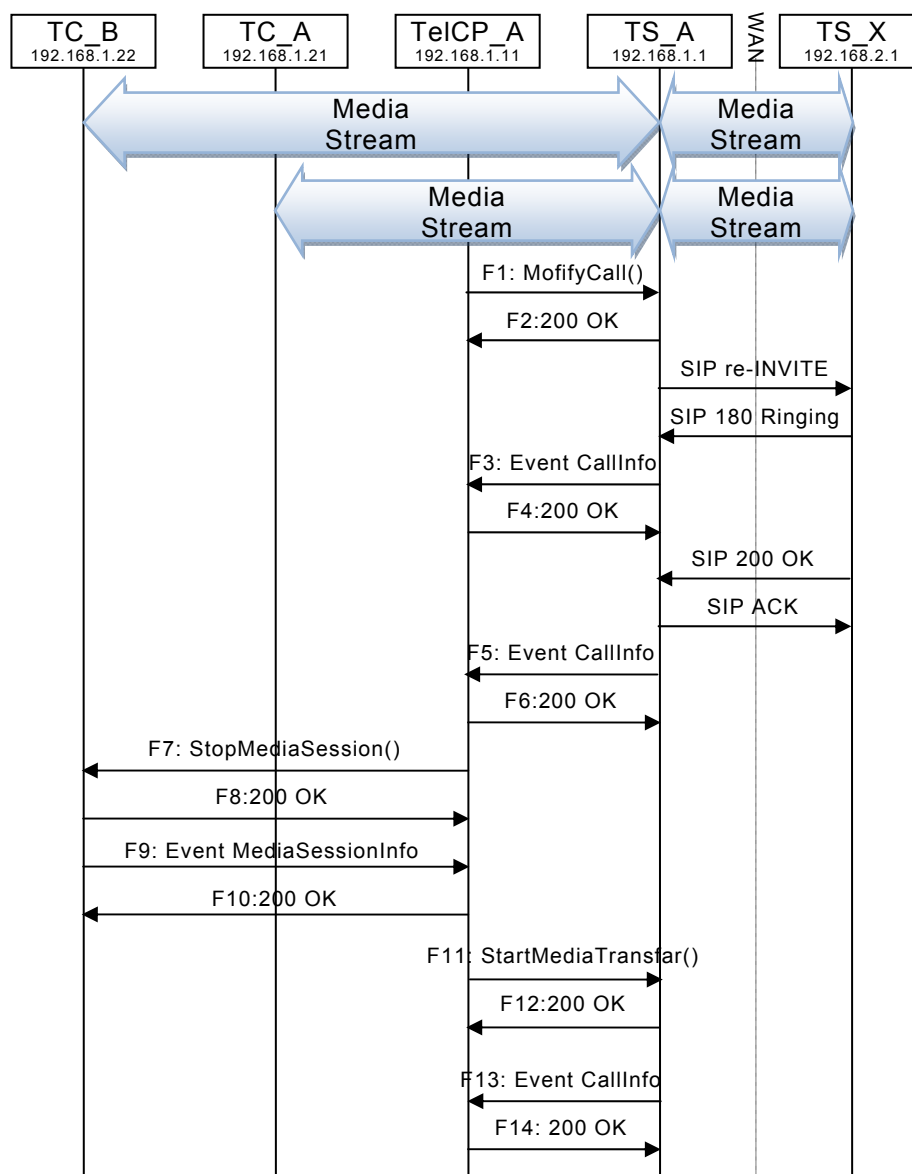 TC_B
192.168.1.22
TC_A
192.168.1.21
TelCP_A
192.168.1.11
TS_A
192.168.1.1
WAN
TS_X
192.168.2.1
Media
Stream
Media
Stream
Media
Stream
Media
Stream
F1: MofifyCall()
F2:200 OK
SIP re-INVITE
SIP 180 Ringing
F3: Event CallInfo
F4:200 OK
SIP 200 OK
SIP ACK
F5: Event CallInfo
F6:200 OK
F7: StopMediaSession()
F8:200 OK
F9: Event MediaSessionInfo
F10:200 OK
F11: StartMediaTransfar()
F12:200 OK
F13: Event CallInfo
F14: 200 OK